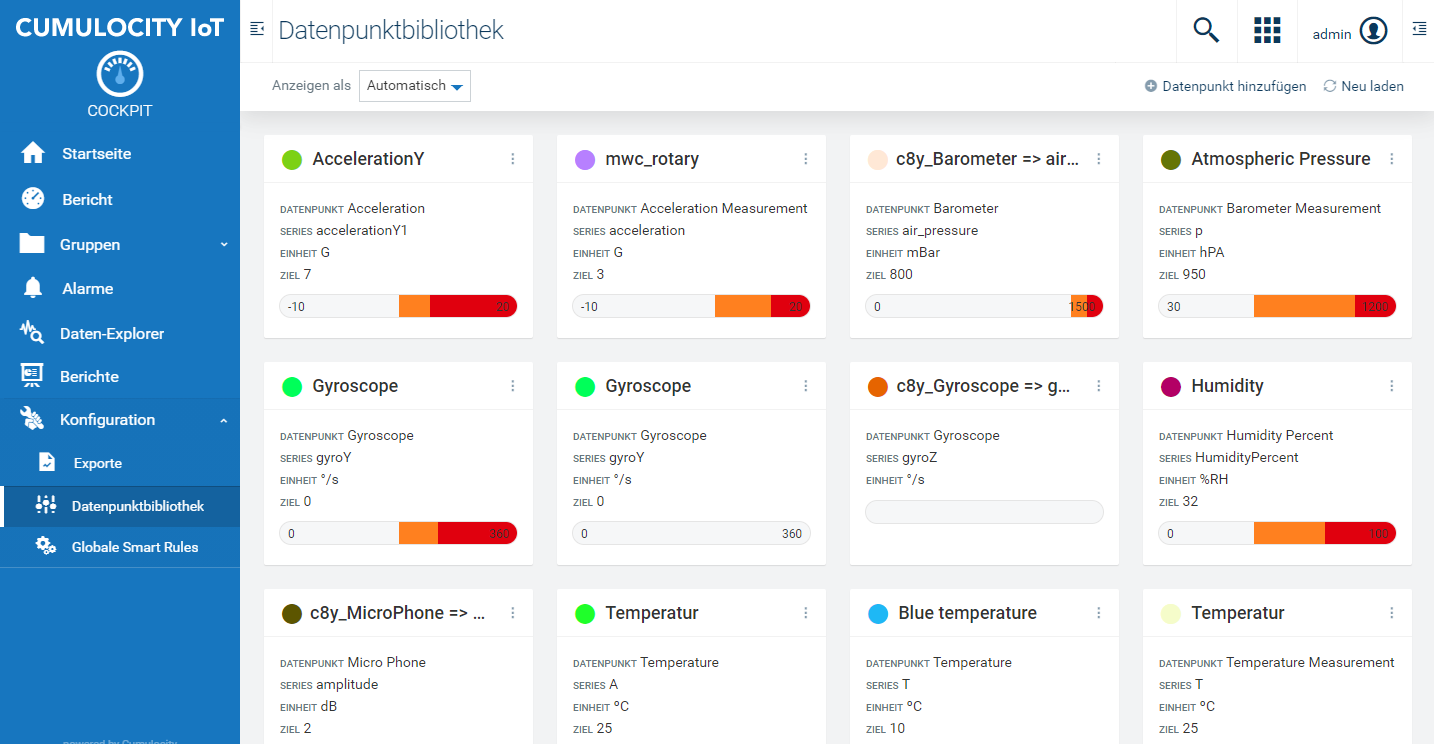 CUMULOCITY IoT
COCKPIT
Startseite
Bericht
Gruppen
Alarme
Daten-Explorer
Berichte
Konfiguration
Exporte
Datenpunktbibliothek
Globale Smart Rules
powered by Cumulocity
Datenpunktbibliothek
admin
Anzeigen als Automatisch
Datenpunkt hinzufügen Neu laden
AccelerationY
DATENPUNKT Acceleration
SERIES accelerationY1
EINHEIT G
ZIEL 7
-10 20
mwc_rotary
DATENPUNKT Acceleration Measurement
SERIES acceleration
EINHEIT G
ZIEL 3
-10 20
c8y_Barometer => air...
DATENPUNKT Barometer
SERIES air_pressure
EINHEIT mBar
ZIEL 800
0 1500
Atmospheric Pressure
DATENPUNKT Barometer Measurement
SERIES p
EINHEIT hPA
ZIEL 950
30 1200
Gyroscope
DATENPUNKT Gyroscope
SERIES gyroY
EINHEIT °/s
ZIEL 0
0 360
Gyroscope
DATENPUNKT Gyroscope
SERIES gyroY
EINHEIT °/s
ZIEL 0
0 360
c8y_Gyroscope => g...
DATENPUNKT Gyroscope
SERIES gyroZ
EINHEIT °/s
Humidity
DATENPUNKT Humidity Percent
SERIES HumidityPercent
EINHEIT %RH
ZIEL 32
0 100
c8y_MicroPhone => ...
DATENPUNKT Micro Phone
SERIES amplitude
EINHEIT dB
ZIEL 2
Temperatur
DATENPUNKT Temperature
SERIES A
EINHEIT ºC
ZIEL 25
Blue temperature
DATENPUNKT Temperature
SERIES T
EINHEIT ºC
ZIEL 10
Temperatur
DATENPUNKT Temperature Measurement
SERIES T
EINHEIT ºC
ZIEL 25